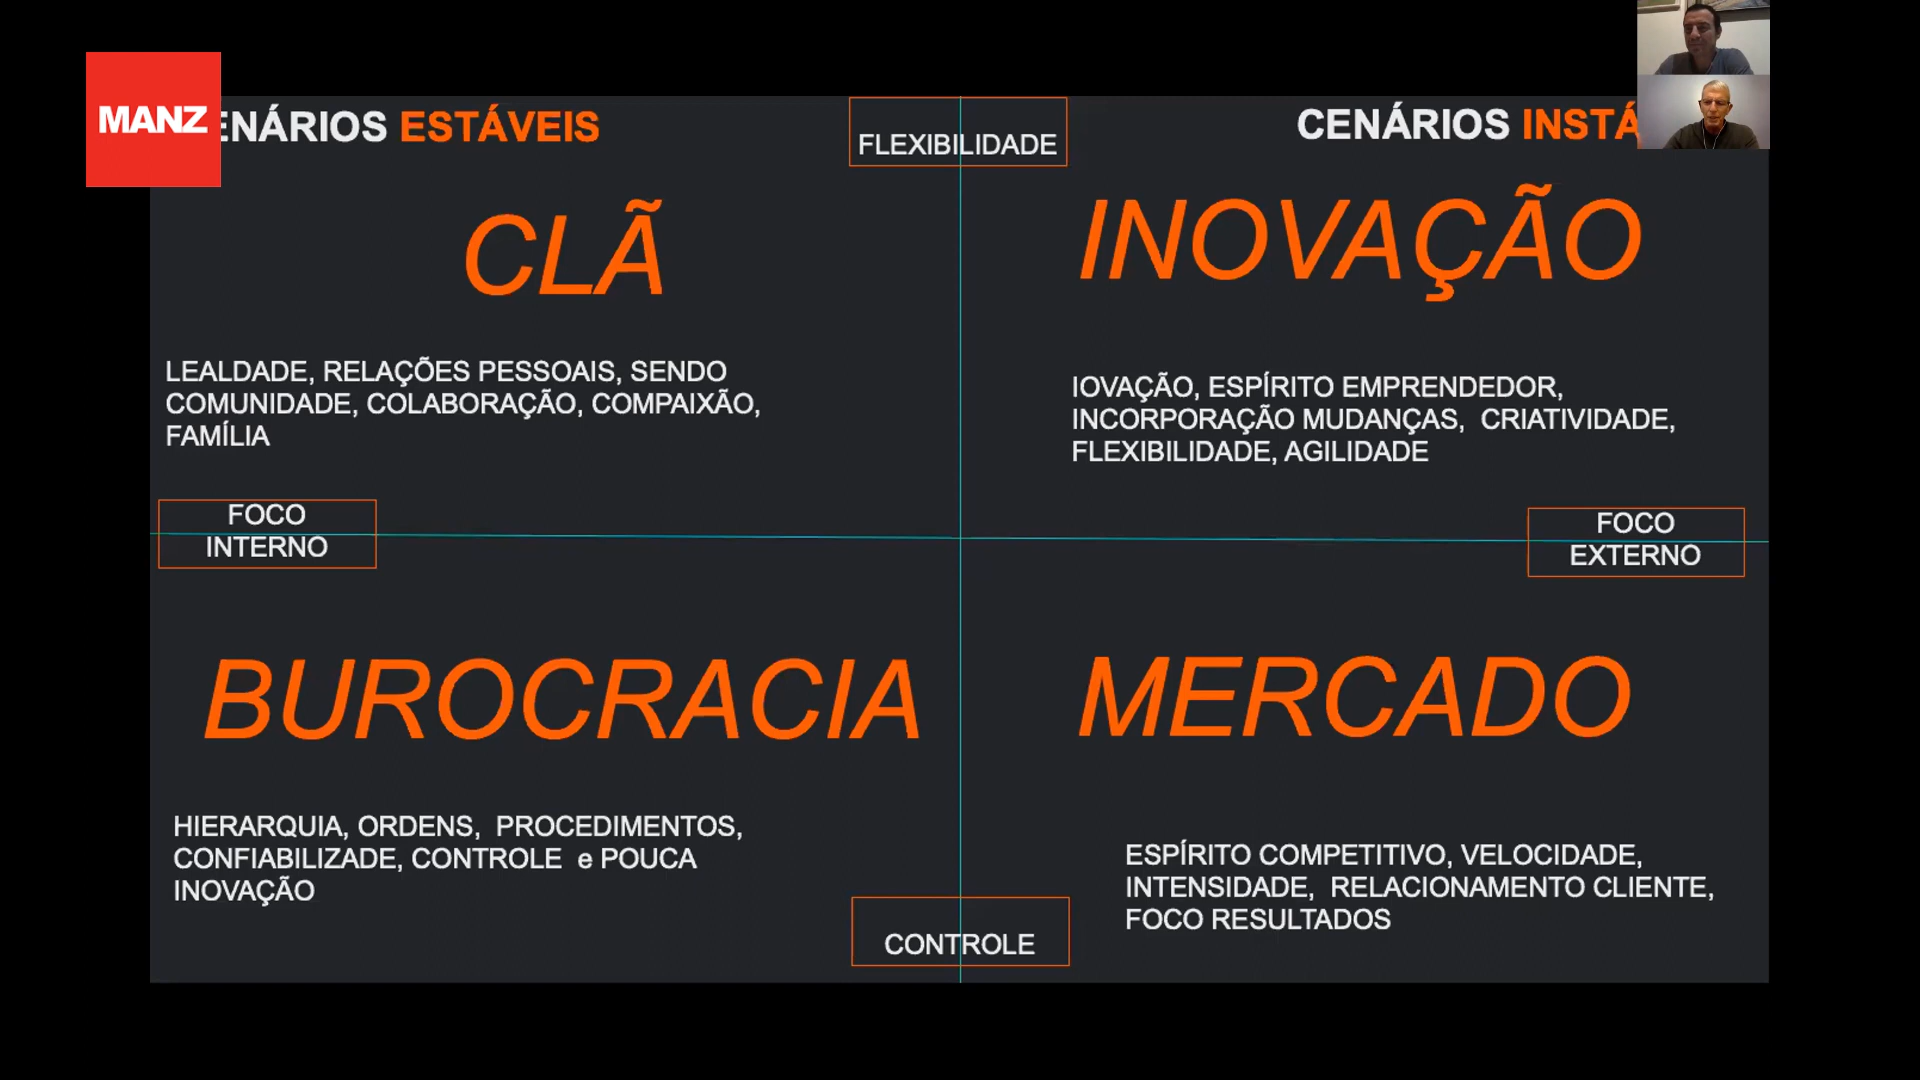 MANZ
ENÁRIOS ESTÁVEIS
FLEXIBILIDADE
CENÁRIOS INSTÁ
CLÃ
INOVAÇÃO
LEALDADE, RELAÇÕES PESSOAIS, SENDO
COMUNIDADE, COLABORAÇÃO, COMPAIXÃO,
FAMÍLIA
IOVAÇÃO, ESPÍRITO EMPRENDEDOR,
INCORPORAÇÃO MUDANÇAS,  CRIATIVIDADE,
FLEXIBILIDADE, AGILIDADE
FOCO
INTERNO
FOCO
EXTERNO
BUROCRACIA
MERCADO
HIERARQUIA, ORDENS,  PROCEDIMENTOS,
CONFIABILIZADE, CONTROLE  e POUCA
INOVAÇÃO
ESPÍRITO COMPETITIVO, VELOCIDADE,
INTENSIDADE,  RELACIONAMENTO CLIENTE,
FOCO RESULTADOS
CONTROLE